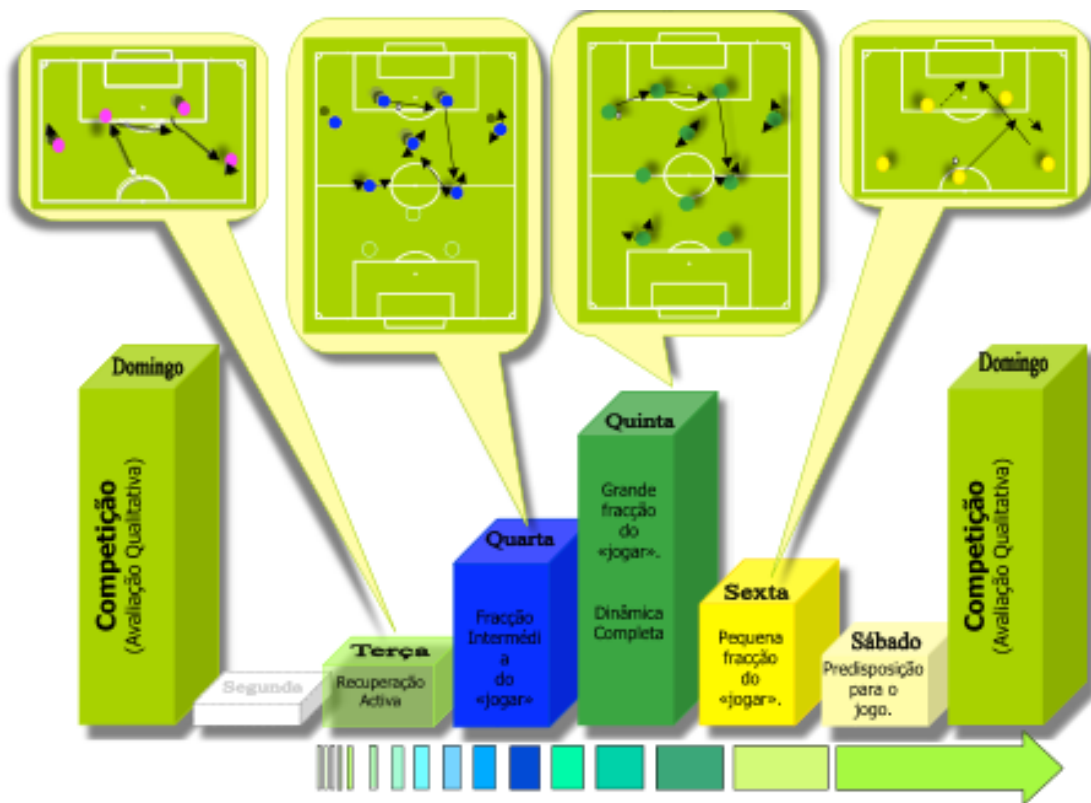 Domingo
Competição
(Avaliação Qualitativa)
Segunda
Terça
Recuperação
Activa
Quarta
Fracção
Intermédi
a
do
«jogar»
Quinta
Grande
fracção
do
«jogar».
Dinâmica
Completa
Sexta
Pequena
fracção
do
«jogar».
Sábado
Predisposição
para o
jogo.
Domingo
Competição
(Avaliação Qualitativa)